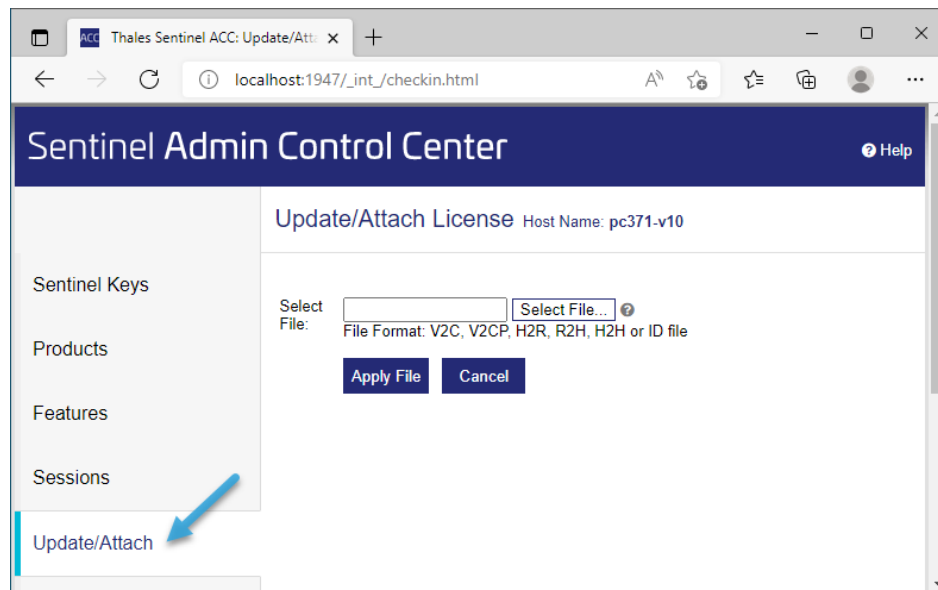 ACC Thales Sentinel ACC: Update/Atta
localhost:1947/_int_/checkin.html
Sentinel Admin Control Center
Help
Update/Attach License Host Name: pc371-v10
Sentinel Keys
Products
Features
Sessions
Update/Attach
Select File:
Select File...
File Format: V2C, V2CP, H2R, R2H, H2H or ID file
Apply File Cancel